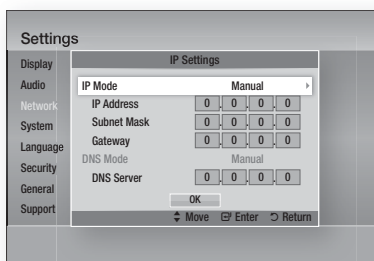 Settings
Display
Audio
Network
System
Language
Security
General
Support
IP Settings
IP Mode Manual
IP Address 0 . 0 . 0 . 0
Subnet Mask 0 . 0 . 0 . 0
Gateway 0 . 0 . 0 . 0
DNS Mode Manual
DNS Server 0 . 0 . 0 . 0
OK
Move Enter Return